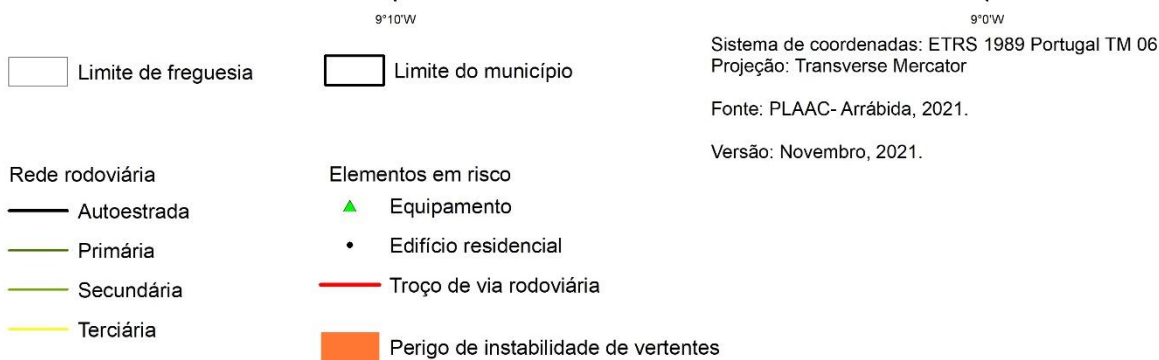 9°10'W
9°0'W
Limite de freguesia
Limite do município
Sistema de coordenadas: ETRS 1989 Portugal TM 06
Projeção: Transverse Mercator
Fonte: PLAAC- Arrábida, 2021.
Versão: Novembro, 2021.
Rede rodoviária
Autoestrada
Primária
Secundária
Terciária
Elementos em risco
Equipamento
Edifício residencial
Troço de via rodoviária
Perigo de instabilidade de vertentes